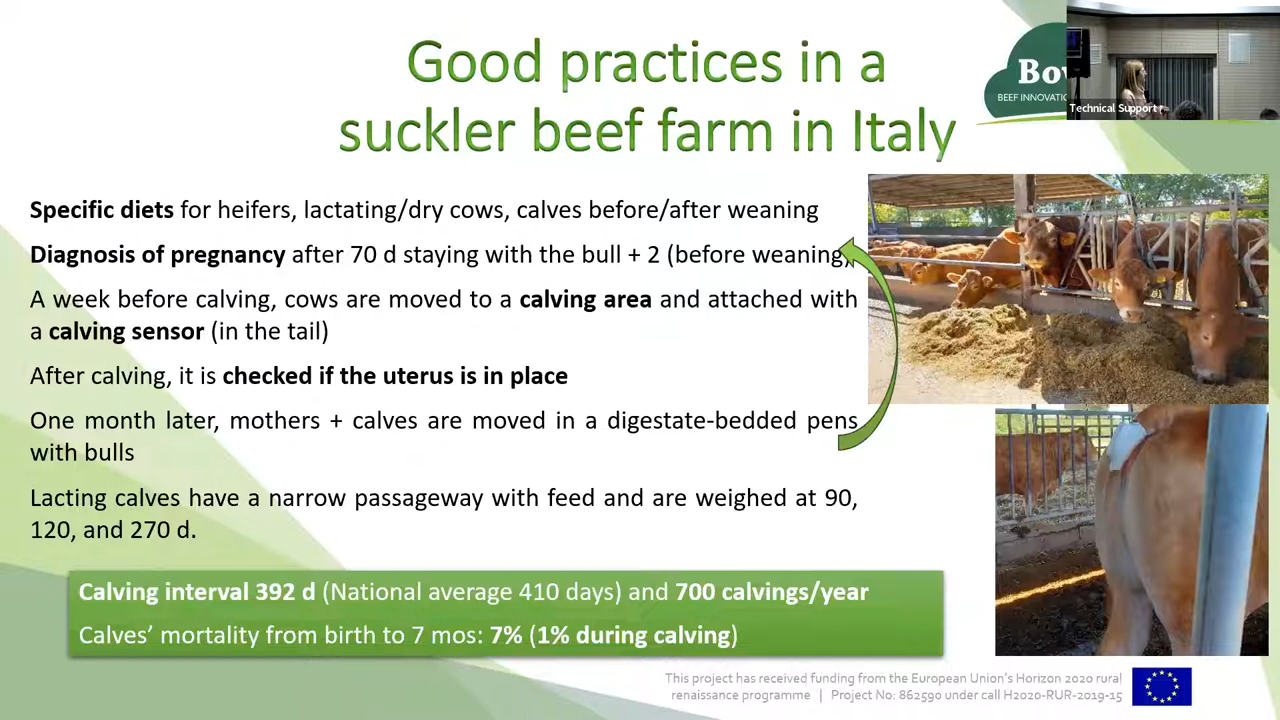 Good practices in a
suckler beef farm in Italy
BEEF
Technical Support
Specific diets for heifers, lactating/dry cows, calves before/after weaning
Diagnosis of pregnancy after 70 d staying with the bull + 2 (before weaning)
A week before calving, cows are moved to a calving area and attached with
a calving sensor (in the tail)
After calving, it is checked if the uterus is in place
One month later, mothers + calves are moved in a digestate-bedded pens
with bulls
Lacting calves have a narrow passageway with feed and are weighed at 90,
120, and 270 d.
Calving interval 392 d (National average 410 days) and 700 calvings/year
Calves’ mortality from birth to 7 mos: 7% (1% during calving)
This project has received funding from the European Union’s Horizon 2020 rural
renaissance programme | Project No: 862590 under call H2020-RUR-2019-15